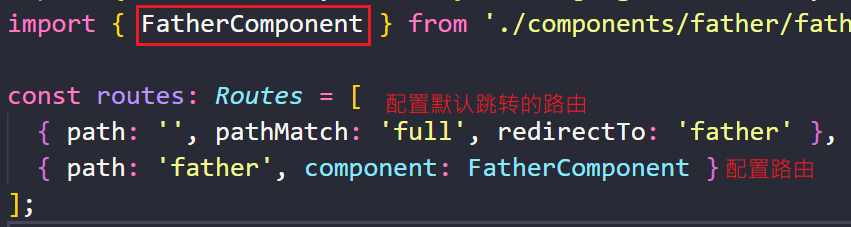 import { FatherComponent } from './components/father/fath
const routes: Routes = [ 配置默认跳转的路由
{ path: '', pathMatch: 'full', redirectTo: 'father' },
{ path: 'father', component: FatherComponent } 配置路由
];